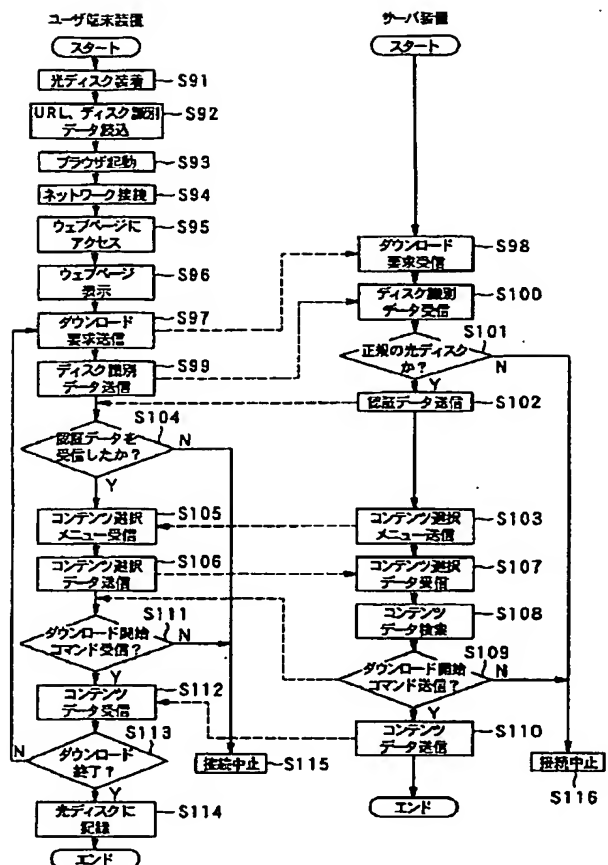 ユーザ端末装置
スタート
光ディスク装着
S91
URL、ディスク識別
データ読込
S92
ブラウザ起動
S93
ネットワーク接続
S94
ウェブページに
アクセス
S95
ウェブページ
表示
S96
ダウンロード
要求送信
S97
ディスク識別
データ送信
S99
認証データを
受信したか？
S104
N
Y
コンテンツ選択
メニュー受信
S105
コンテンツ選択
データ送信
S106
ダウンロード開始
コマンド受信？
S111
N
Y
コンテンツ
データ受信
S112
ダウンロード
終了？
S113
N
Y
接続中止
S115
光ディスクに
記録
S114
エンド
サーバ装置
スタート
ダウンロード
要求受信
S98
ディスク識別
データ受信
S100
正規の光ディスク
か？
S101
N
Y
認証データ送信
S102
コンテンツ選択
メニュー送信
S103
コンテンツ選択
データ受信
S107
コンテンツ
データ検索
S108
ダウンロード開始
コマンド送信？
S109
N
Y
コンテンツ
データ送信
S110
エンド
接続中止
S116